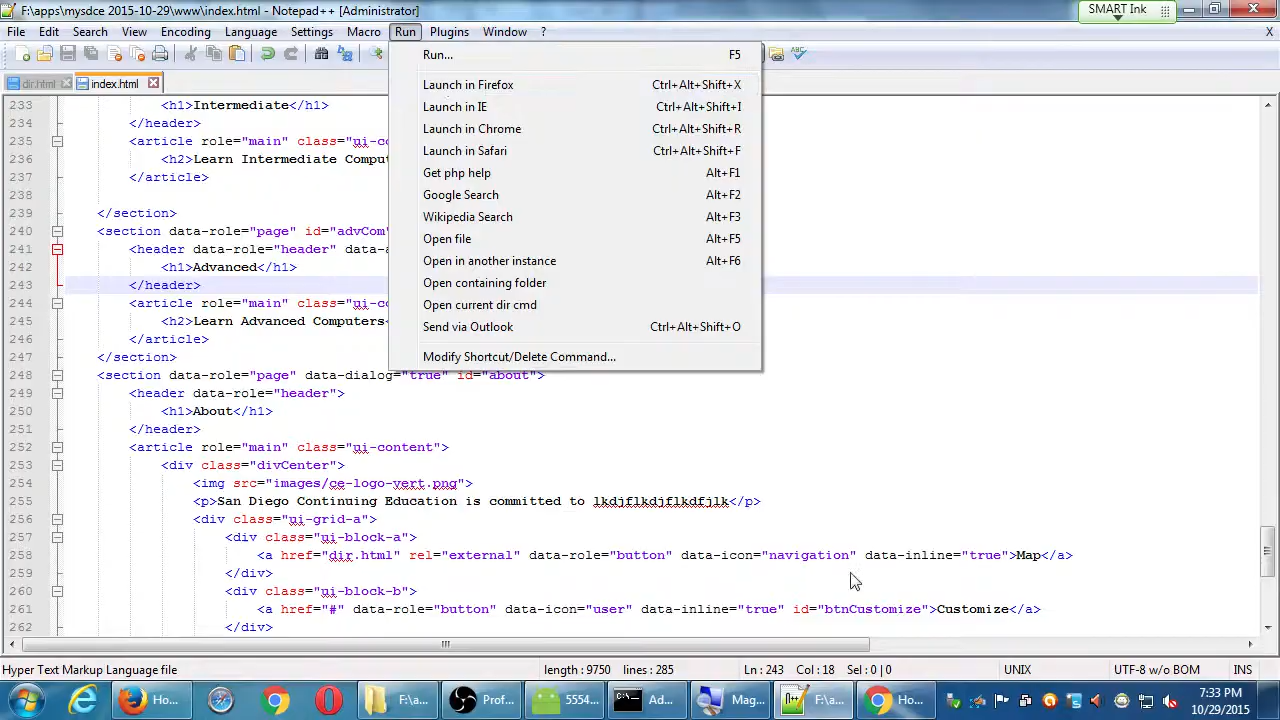 F:\apps\mysdce 2015-10-29\www\index.html - Notepad++ [Administrator]
SMART Ink
File Edit Search View Encoding Language Settings Macro Run Plugins Window ? X
Run... F5
dir.html index.html
Launch in Firefox Ctrl+Alt+Shift+X
Launch in IE Ctrl+Alt+Shift+I
Launch in Chrome Ctrl+Alt+Shift+R
Launch in Safari Ctrl+Alt+Shift+F
Get php help Alt+F1
Google Search Alt+F2
Wikipedia Search Alt+F3
Open file Alt+F5
Open in another instance Alt+F6
Open containing folder
Open current dir cmd
Send via Outlook Ctrl+Alt+Shift+O
Modify Shortcut/Delete Command...
233 <h1>Intermediate</h1>
234 </header>
235 <article role="main" class="ui-co
236 <h2>Learn Intermediate Compu
237 </article>
238
239 </section>
240 <section data-role="page" id="advCom
241 <header data-role="header" data-a
242 <h1>Advanced</h1>
243 </header>
244 <article role="main" class="ui-co
245 <h2>Learn Advanced Computers
246 </article>
247 </section>
248 <section data-role="page" data-dialog="true" id="about">
249 <header data-role="header">
250 <h1>About</h1>
251 </header>
252 <article role="main" class="ui-content">
253 <div class="divCenter">
254 <img src="images/ce-logo-vert.png">
255 <p>San Diego Continuing Education is committed to lkdjflkdjflkdfjlk</p>
256 <div class="ui-grid-a">
257 <div class="ui-block-a">
258 <a href="dir.html" rel="external" data-role="button" data-icon="navigation" data-inline="true">Map</a>
259 </div>
260 <div class="ui-block-b">
261 <a href="#" data-role="button" data-icon="user" data-inline="true" id="btnCustomize">Customize</a>
262 </div>
Hyper Text Markup Language file length : 9750 lines : 285 Ln : 243 Col : 18 Sel : 0 | 0 UNIX UTF-8 w/o BOM INS
Ho... F:\a... Prof... 5554... Ad... Mag... F:\a... Ho... 7:33 PM
10/29/2015